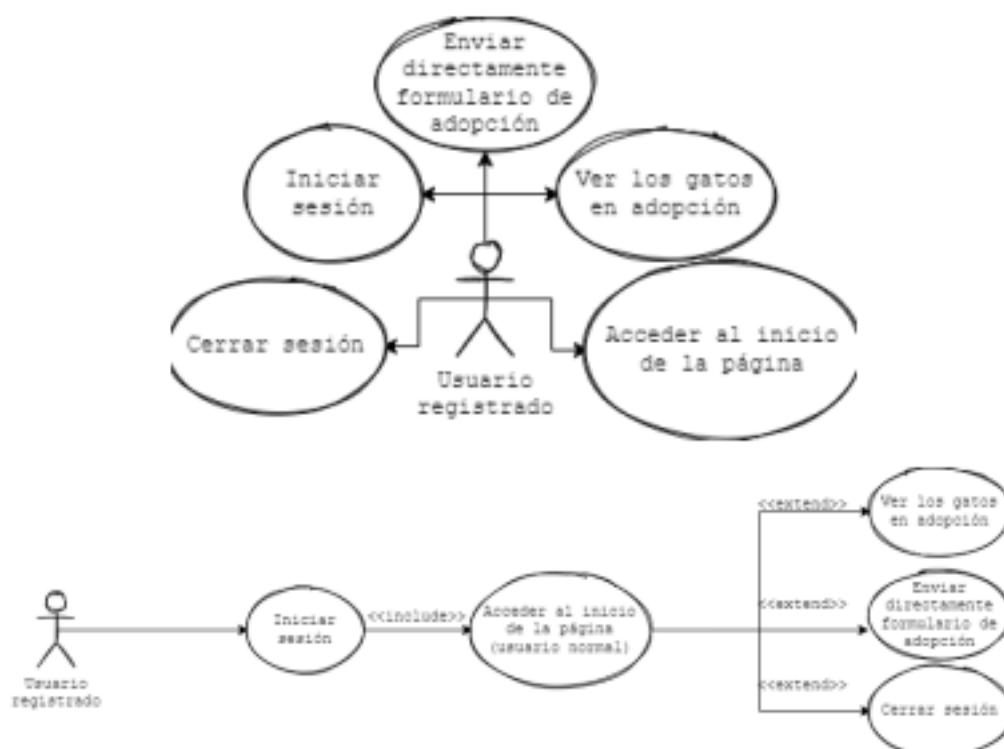 Enviar
directamente
formulario de
adopción
Iniciar
sesión
Ver los gatos
en adopción
Cerrar sesión
Acceder al inicio
de la página
Usuario
registrado
<<extend>>
Ver los gatos
en adopción
Usuario
registrado
Iniciar
sesión
<<include>>
Acceder al inicio
de la página
(usuario normal)
<<extend>>
Enviar
directamente
formulario de
adopción
<<extend>>
Cerrar sesión